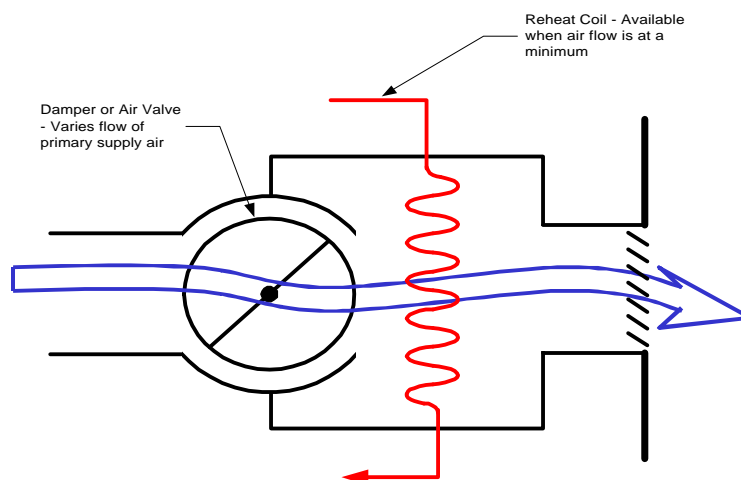 Reheat Coil - Available
when air flow is at a
minimum
Damper or Air Valve
- Varies flow of
primary supply air